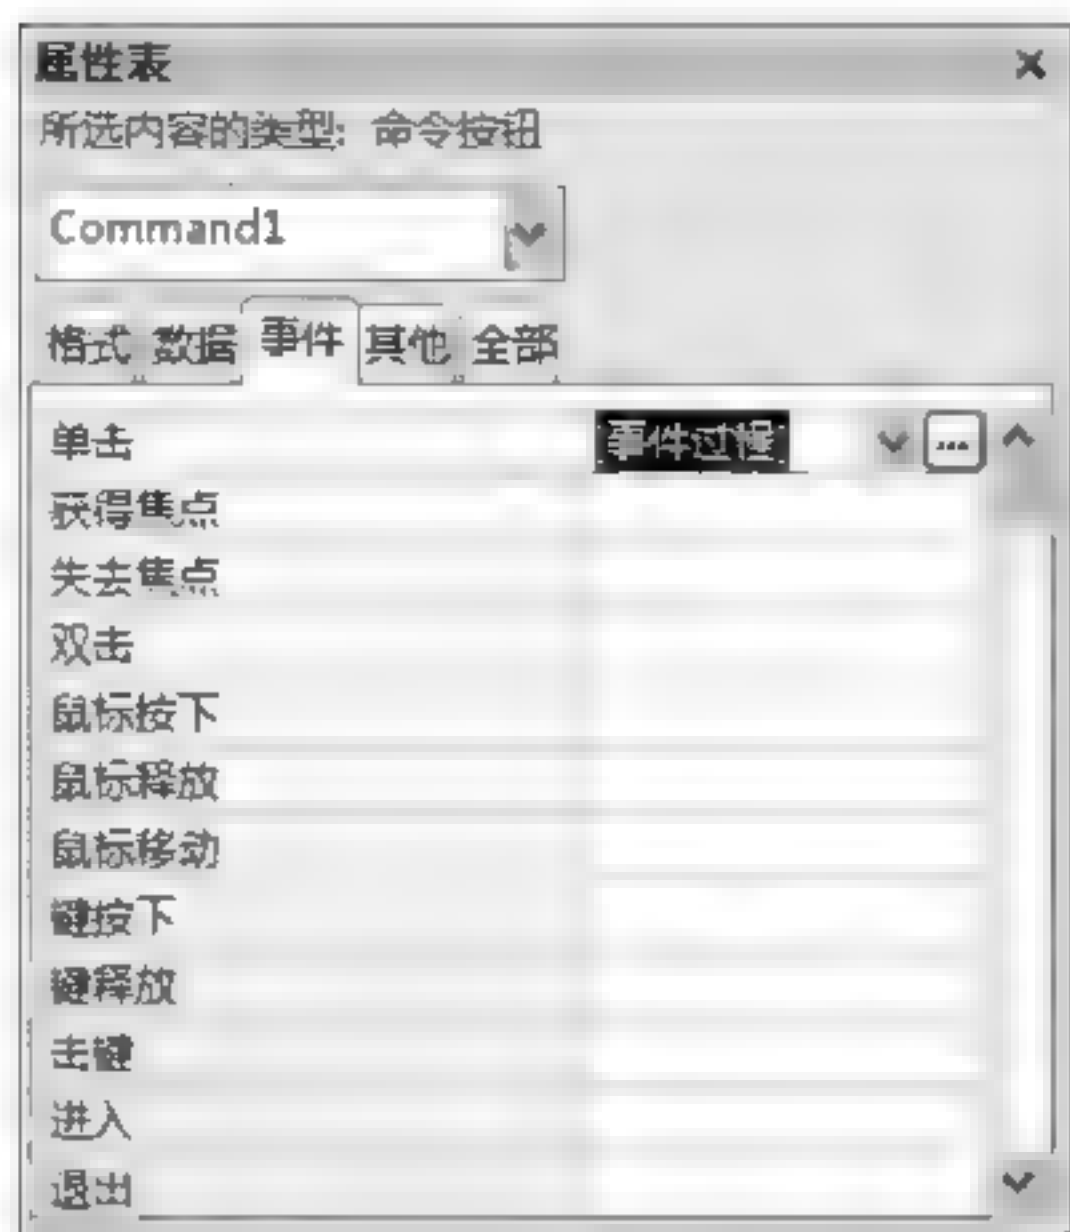 属性表
所选内容的类型: 命令按钮
Command1
格式 数据 事件 其他 全部
单击 事件过程 ...
获得焦点
失去焦点
双击
鼠标按下
鼠标释放
鼠标移动
键按下
键释放
击键
进入
退出